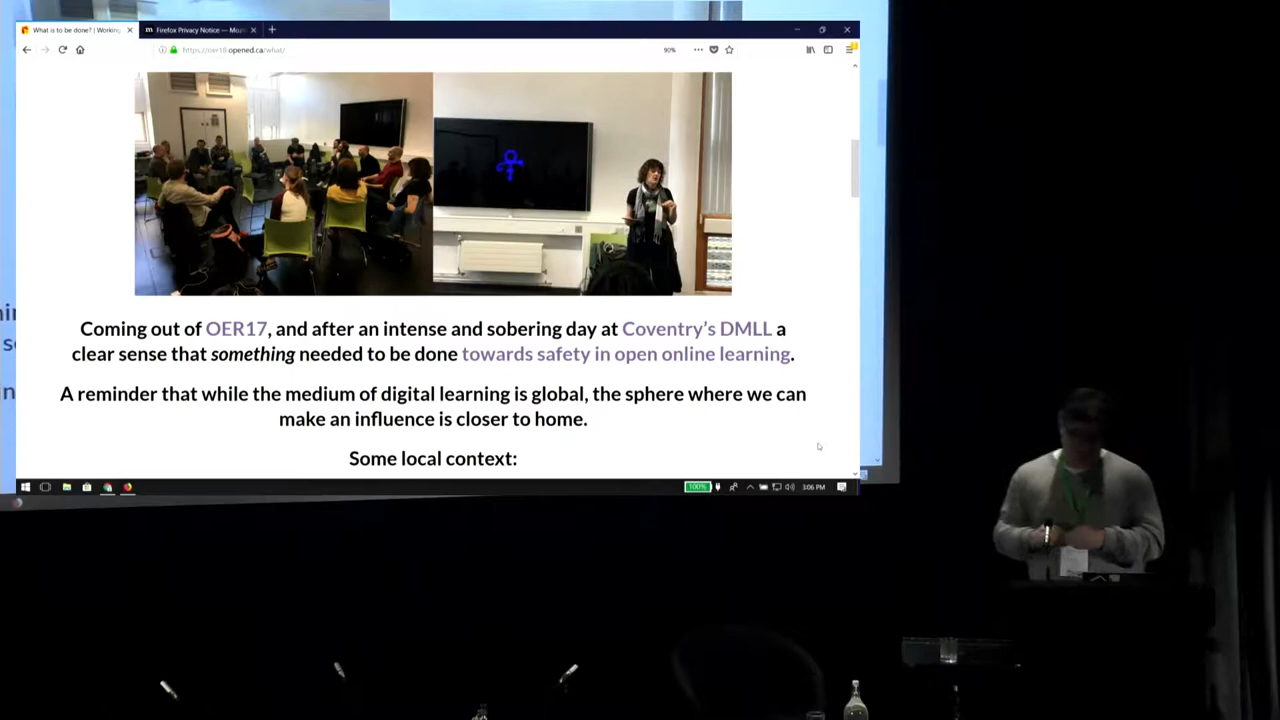 What is to be done? | Working
Firefox Privacy Notice — Moz
https://oer18.opened.ca/what/
90%
Coming out of OER17, and after an intense and sobering day at Coventry's DMLL a
clear sense that something needed to be done towards safety in open online learning.
A reminder that while the medium of digital learning is global, the sphere where we can
make an influence is closer to home.
Some local context:
100%
3:06 PM